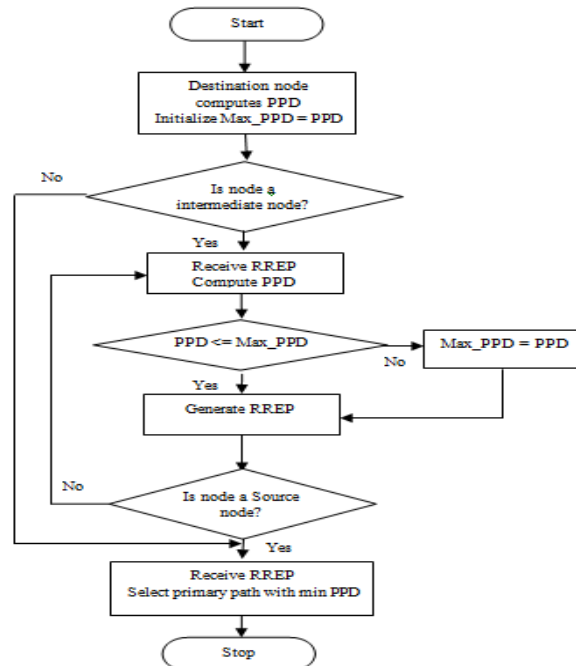 Start
Destination node
computes PPD
Initialize Max_PPD = PPD
No
Is node a
intermediate node?
Yes
Receive RREP
Compute PPD
PPD <= Max_PPD
No
Max_PPD = PPD
Yes
Generate RREP
No
Is node a Source
node?
Yes
Receive RREP
Select primary path with min PPD
Stop